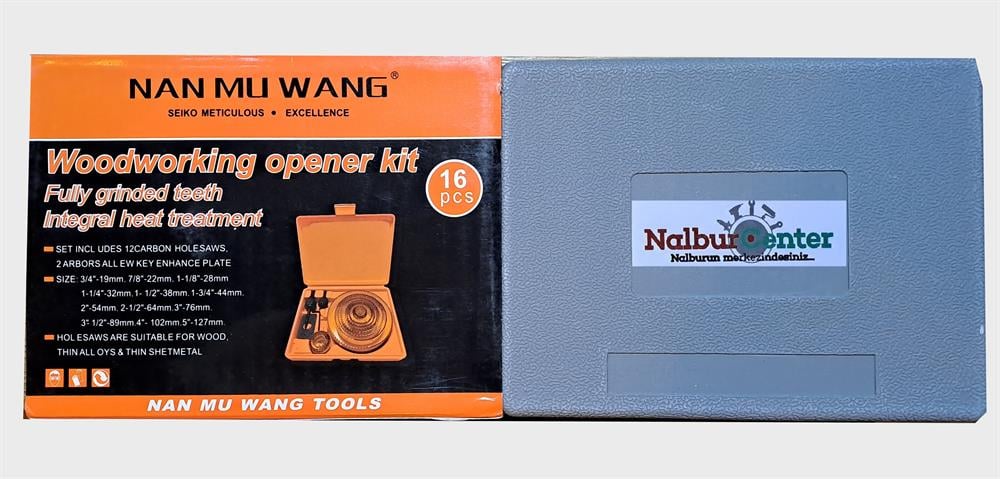 NAN MU WANG®
SEIKO METICULOUS • EXCELLENCE
Woodworking opener kit
Fully grinded teeth
Integral heat treatment
16
pcs
SET INCL UDES 12CARBON HOLESAWS,
2 ARBORS ALL EW KEY ENHANCE PLATE
SIZE: 3/4"-19mm. 7/8"-22mm. 1-1/8"-28mm
1-1/4"-32mm.1- 1/2"-38mm.1-3/4"-44mm.
2"-54mm. 2-1/2"-64mm.3"-76mm.
3" 1/2"-89mm.4"- 102mm.5"-127mm.
HOL ESAWS ARE SUITABLE FOR WOOD,
THIN ALL OYS & THIN SHETMETAL
NAN MU WANG TOOLS
NalburCenter
Nalburun merkezindesiniz...